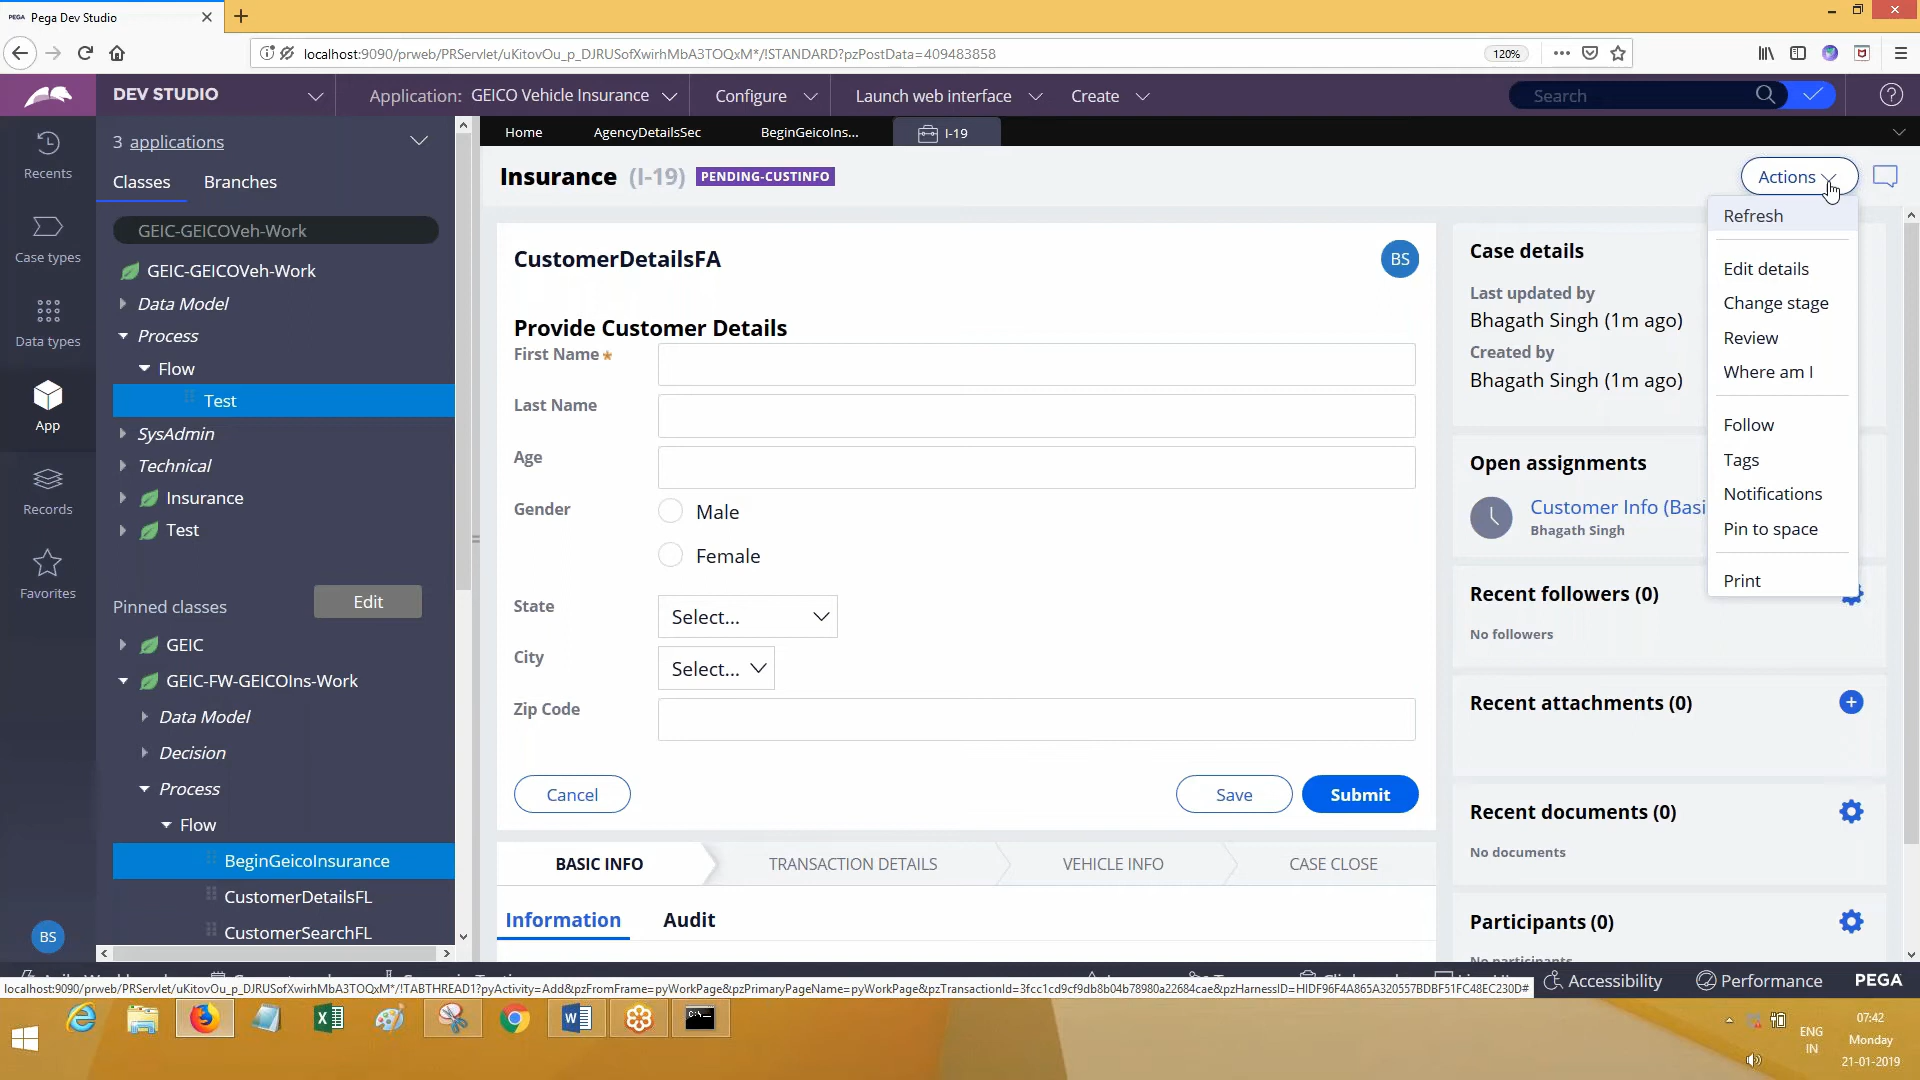 PEGA Pega Dev Studio
localhost:9090/prweb/PRServlet/uKitovOu_p_DJRUSofXwirhMbA3TOQxM*/!STANDARD?pzPostData=409483858
120%
DEV STUDIO
Application: GEICO Vehicle Insurance
Configure
Launch web interface
Create
Search
Recents
Case types
Data types
App
Records
Favorites
BS
3 applications
Classes
Branches
GEIC-GEICOVeh-Work
GEIC-GEICOVeh-Work
Data Model
Process
Flow
Test
SysAdmin
Technical
Insurance
Test
Pinned classes
Edit
GEIC
GEIC-FW-GEICOIns-Work
Data Model
Decision
Process
Flow
BeginGeicoInsurance
CustomerDetailsFL
CustomerSearchFL
Home
AgencyDetailsSec
BeginGeicoIns...
I-19
Insurance (I-19) PENDING-CUSTINFO
Actions
Refresh
Edit details
Change stage
Review
Where am I
Follow
Tags
Notifications
Pin to space
Print
CustomerDetailsFA
BS
Provide Customer Details
First Name
Last Name
Age
Gender
Male
Female
State
Select...
City
Select...
Zip Code
Cancel
Save
Submit
BASIC INFO
TRANSACTION DETAILS
VEHICLE INFO
CASE CLOSE
Information
Audit
Case details
Last updated by
Bhagath Singh (1m ago)
Created by
Bhagath Singh (1m ago)
Open assignments
Customer Info (Basi
Bhagath Singh
Recent followers (0)
No followers
Recent attachments (0)
Recent documents (0)
No documents
Participants (0)
No participants
localhost:9090/prweb/PRServlet/uKitovOu_p_DJRUSofXwirhMbA3TOQxM*/!TABTHREAD1?pyActivity=Add&pzFromFrame=pyWorkPage&pzPrimaryPageName=pyWorkPage&pzTransactionId=3fcc1cd9cf9db8b04b78980a22684cae&pzHarnessID=HIDF96F4A865A320557BDBF51FC48EC230D#
Accessibility
Performance
PEGA
ENG
IN
07:42
Monday
21-01-2019